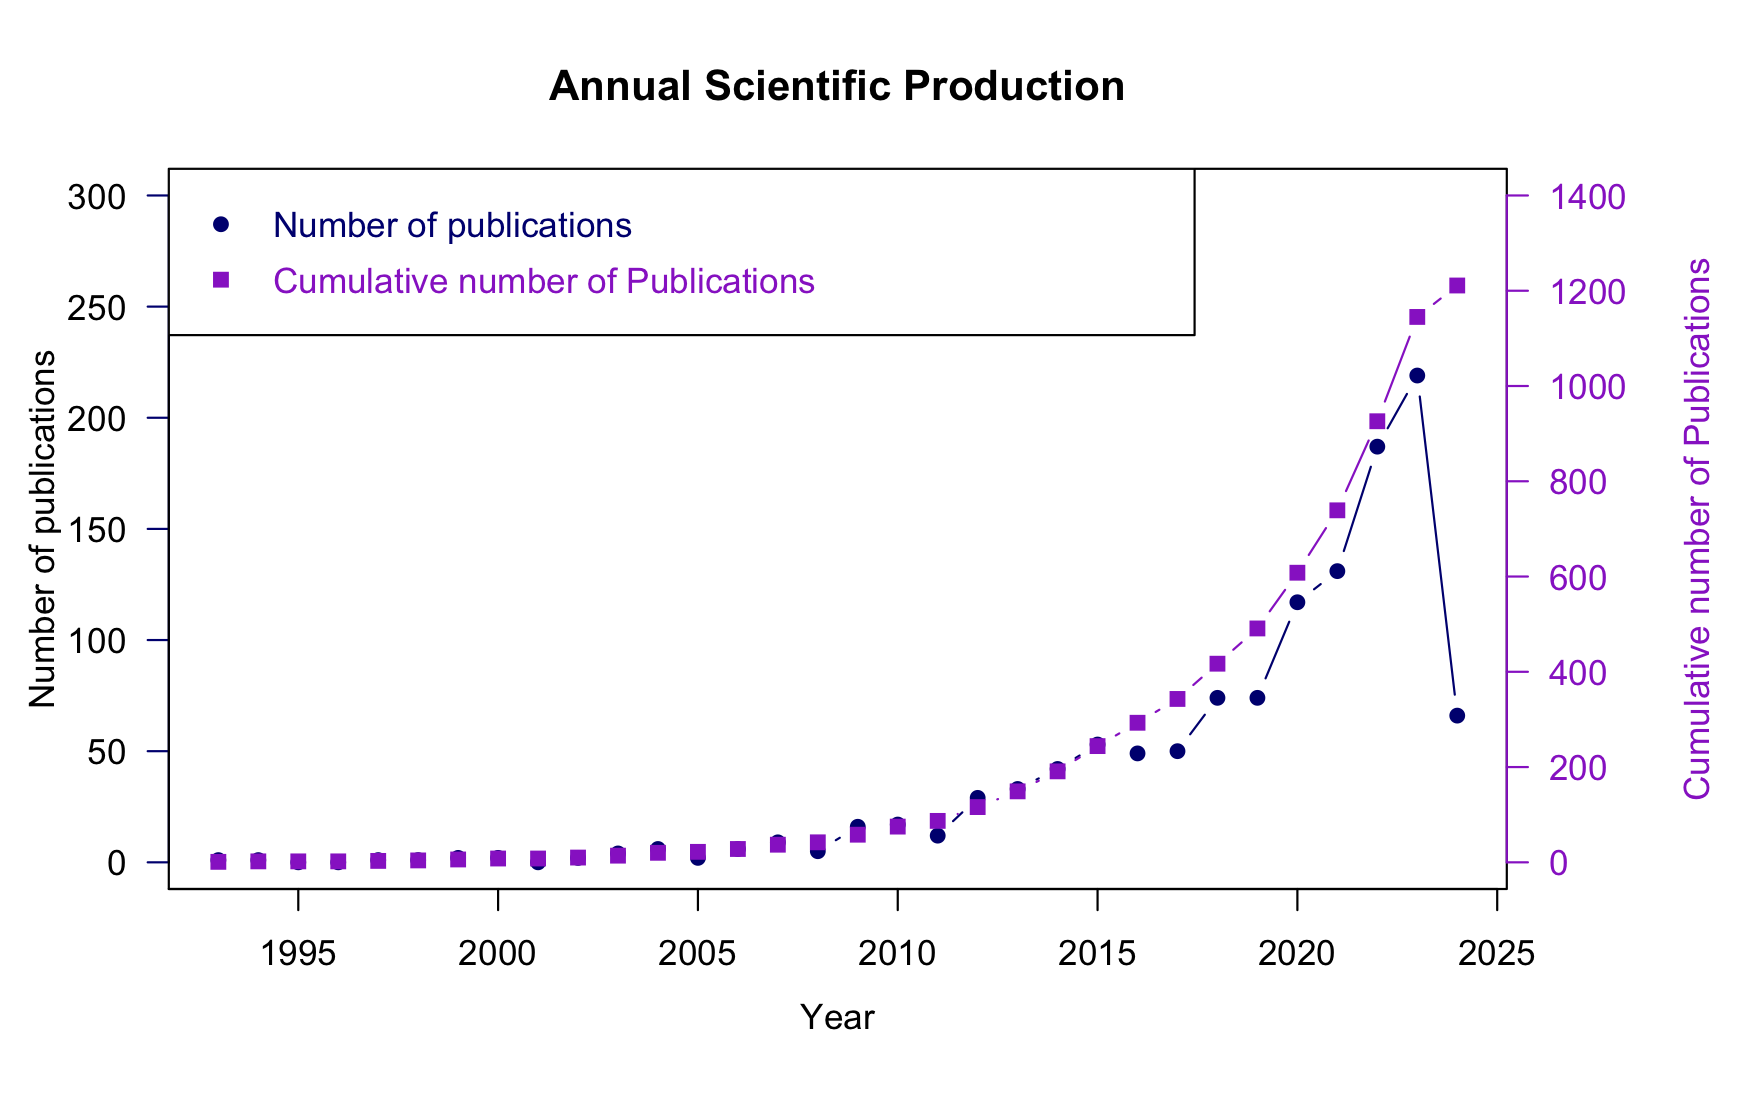 Annual Scientific Production
Number of publications
Cumulative number of Publications
300
250
200
150
100
50
0
Number of publications
1400
1200
1000
800
600
400
200
0
Cumulative number of Publications
1995 2000 2005 2010 2015 2020 2025
Year